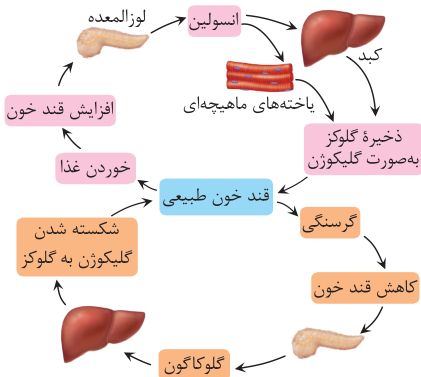 لوزالمعده
انسولین
کبد
یاخته‌های ماهیچه‌ای
افزایش قند خون
ذخیرهٔ گلوکز
به‌صورت گلیکوژن
خوردن غذا
قند خون طبیعی
گرسنگی
شکسته شدن
گلیکوژن به گلوکز
کاهش قند خون
گلوکاگون